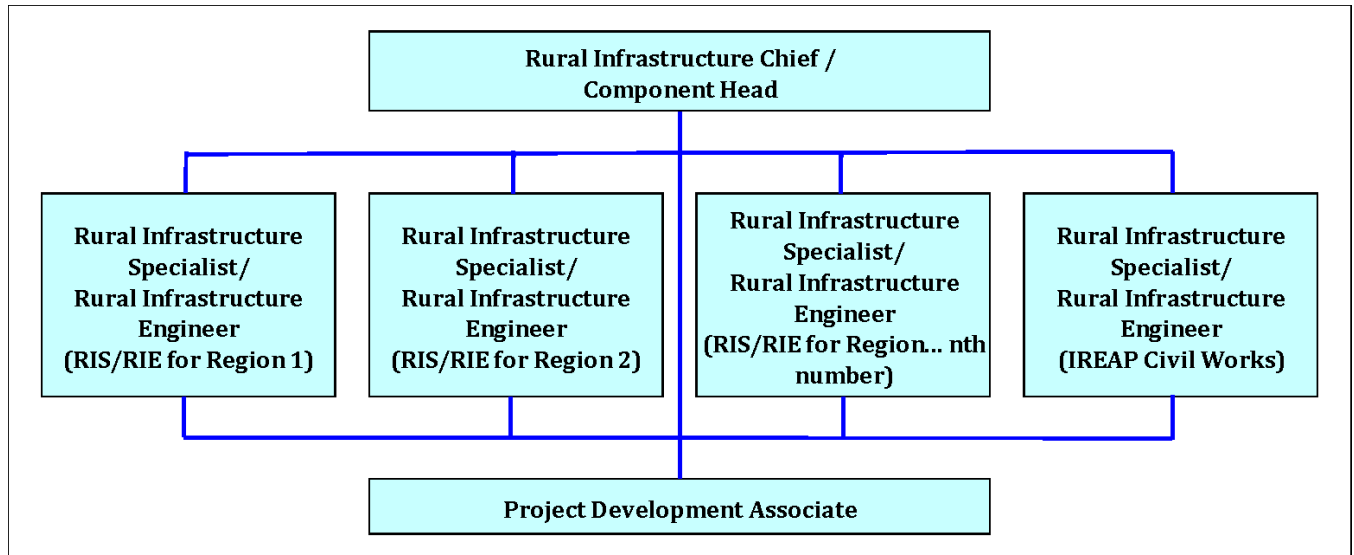 Rural Infrastructure Chief /
Component Head
Rural Infrastructure
Specialist/
Rural Infrastructure
Engineer
(RIS/RIE for Region 1)
Rural Infrastructure
Specialist/
Rural Infrastructure
Engineer
(RIS/RIE for Region 2)
Rural Infrastructure
Specialist/
Rural Infrastructure
Engineer
(RIS/RIE for Region... nth
number)
Rural Infrastructure
Specialist/
Rural Infrastructure
Engineer
(IREAP Civil Works)
Project Development Associate